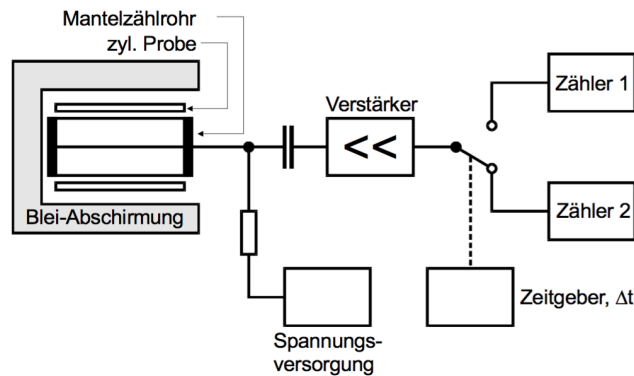 Mantelzählrohr
zyl. Probe
Blei-Abschirmung
Verstärker
<<
Zähler 1
Zähler 2
Zeitgeber, Δt
Spannungs-
versorgung